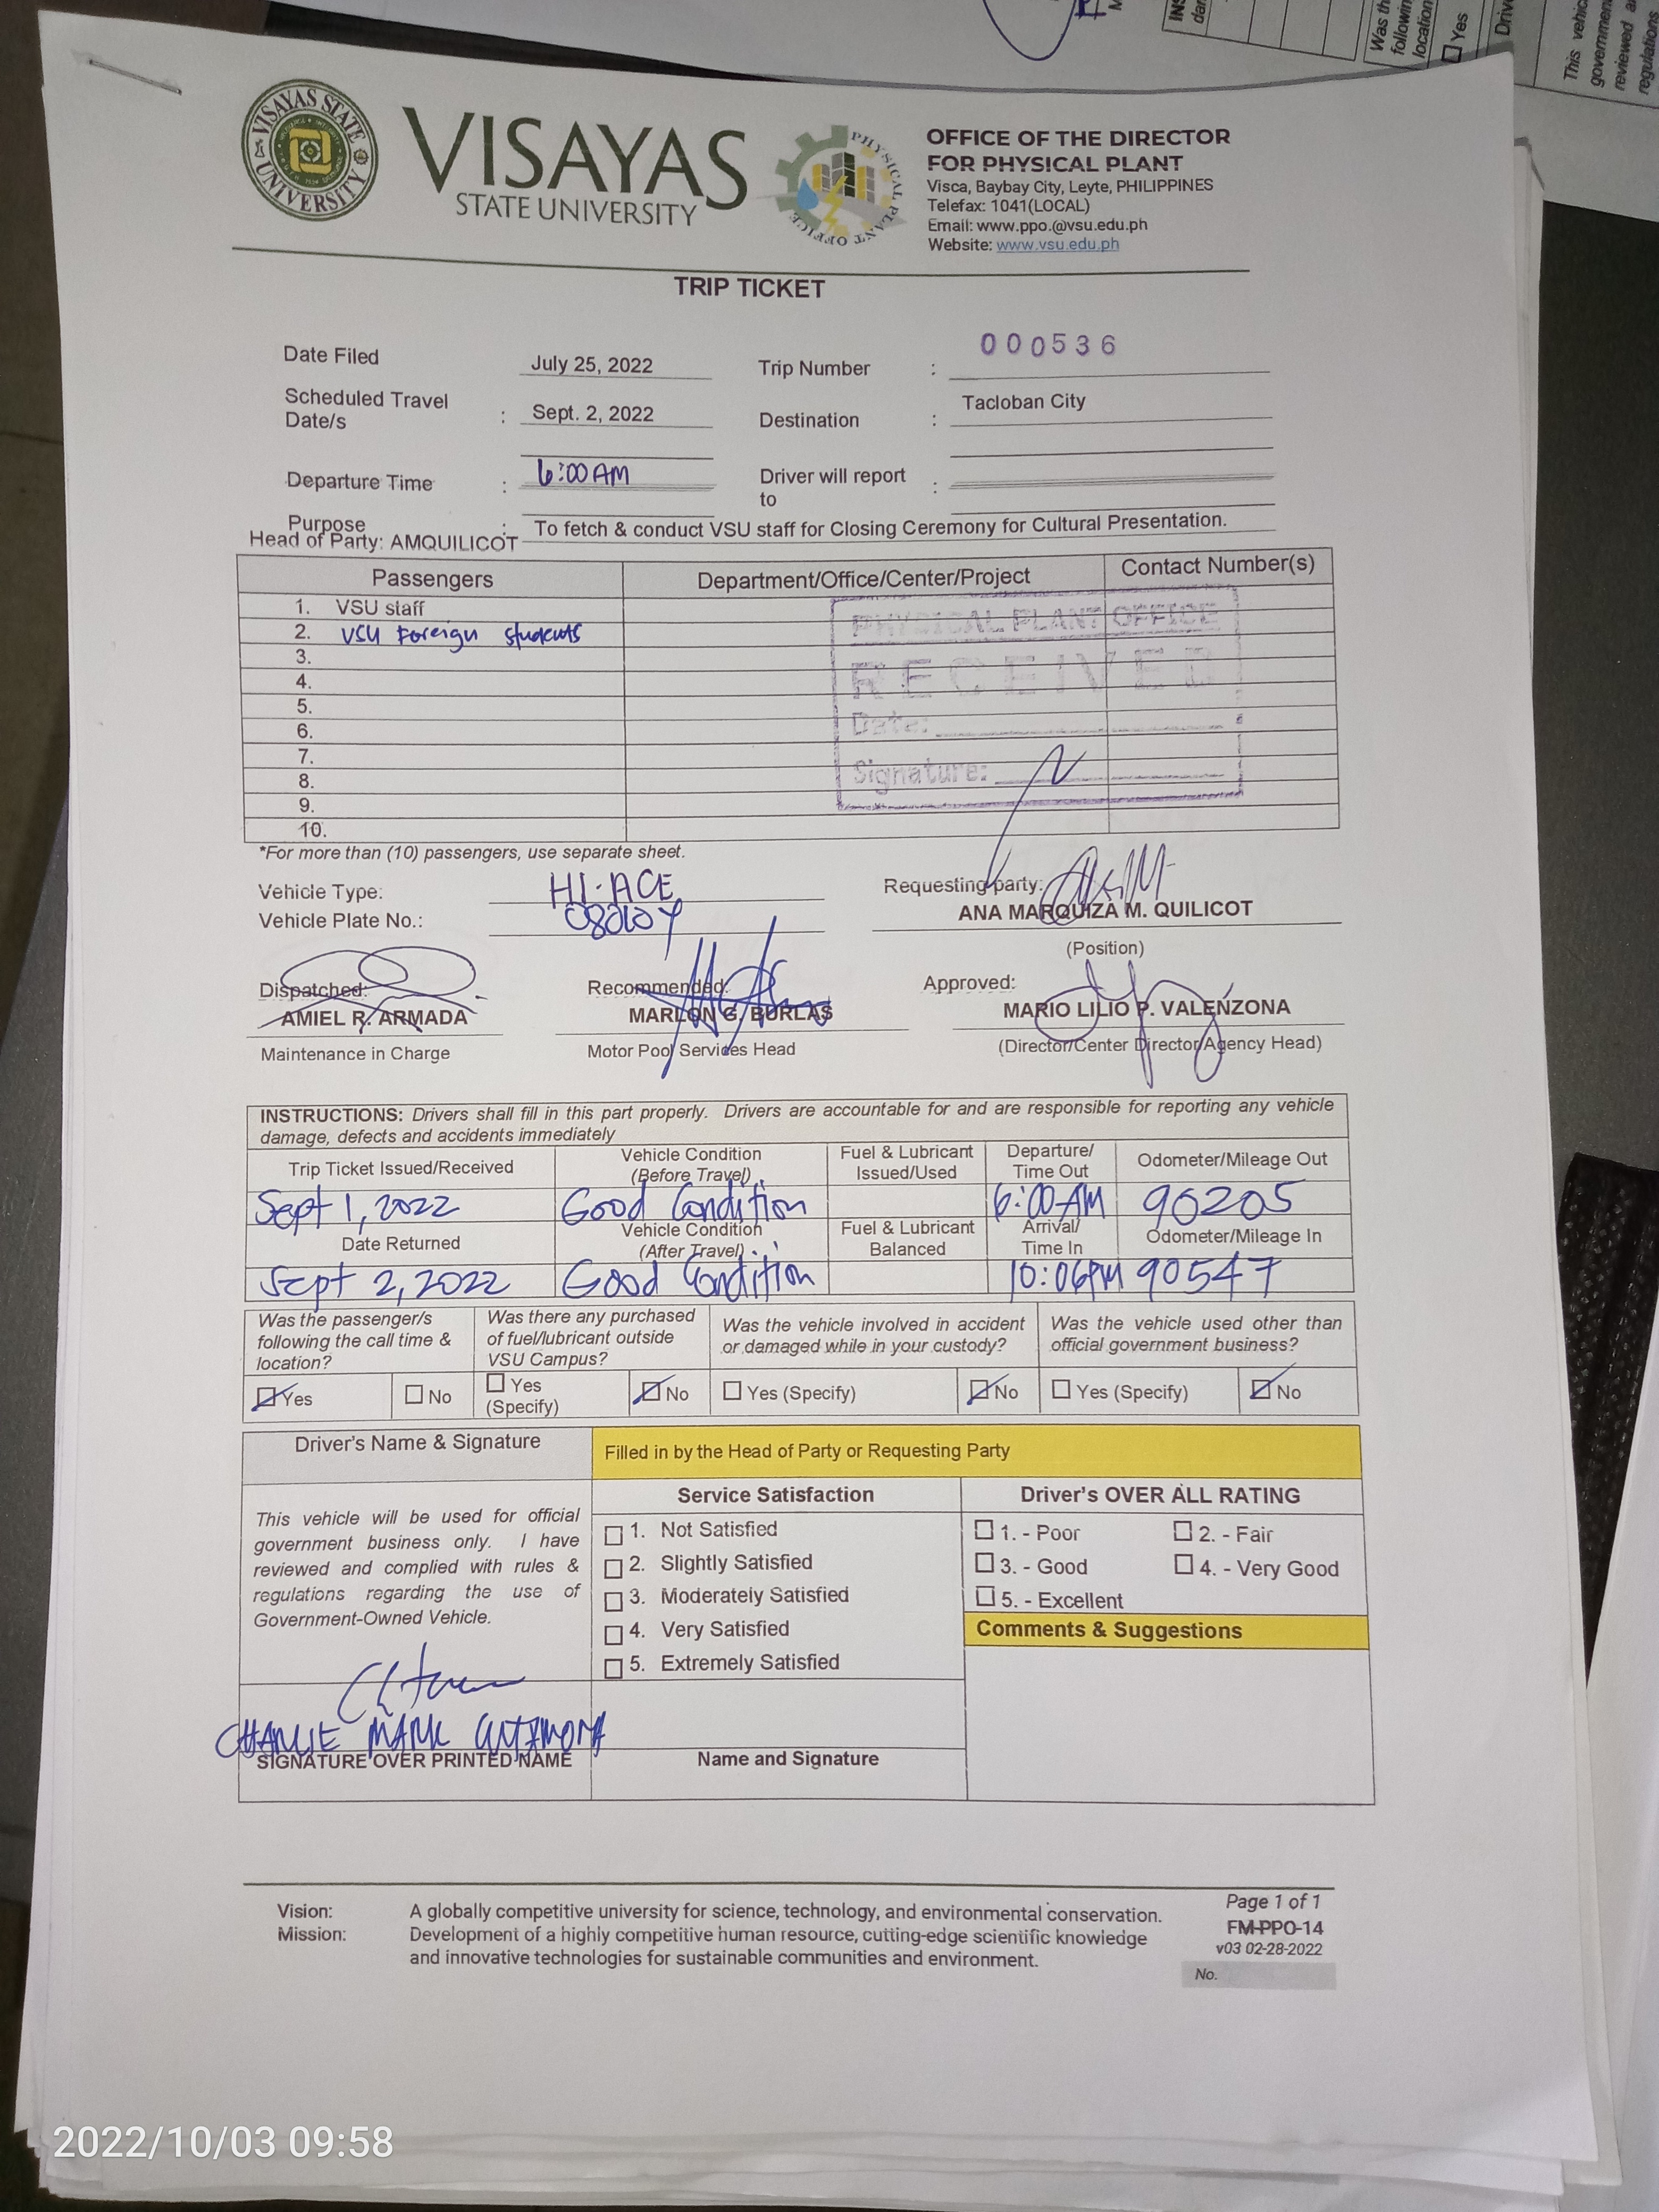 VISAYAS STATE UNIVERSITY
VISAYAS
STATE UNIVERSITY
PHYSICAL PLANT OFFICE
OFFICE OF THE DIRECTOR
FOR PHYSICAL PLANT
Visca, Baybay City, Leyte, PHILIPPINES
Telefax: 1041(LOCAL)
Email: www.ppo.@vsu.edu.ph
Website: www.vsu.edu.ph
TRIP TICKET
Date Filed July 25, 2022 Trip Number : 000536
Scheduled Travel
Date/s : Sept. 2, 2022 Destination : Tacloban City
Departure Time : 6:00 AM Driver will report
to :
Purpose : To fetch & conduct VSU staff for Closing Ceremony for Cultural Presentation.
Head of Party: AMQUILICOT
Passengers Department/Office/Center/Project Contact Number(s)
1. VSU staff
2. VSU Foreign students
3.
4.
5.
6.
7.
8.
9.
10.
PHYSICAL PLANT OFFICE
RECEIVED
Date:
Signature:
*For more than (10) passengers, use separate sheet.
Vehicle Type: HI-ACE Requesting party:
Vehicle Plate No.: ANA MARQUIZA M. QUILICOT
(Position)
Dispatched: Recommended: Approved:
AMIEL R. ARMADA MARLON G. BURLAS MARIO LILIO P. VALENZONA
Maintenance in Charge Motor Pool Services Head (Director/Center Director/Agency Head)
INSTRUCTIONS: Drivers shall fill in this part properly. Drivers are accountable for and are responsible for reporting any vehicle
damage, defects and accidents immediately
Trip Ticket Issued/Received Vehicle Condition (Before Travel) Fuel & Lubricant Issued/Used Departure/ Time Out Odometer/Mileage Out
Sept 1, 2022 Good Condition 6:00 AM 90205
Date Returned Vehicle Condition (After Travel) Fuel & Lubricant Balanced Arrival/ Time In Odometer/Mileage In
Sept 2, 2022 Good Condition 10:06PM 90547
Was the passenger/s following the call time & location? Was there any purchased of fuel/lubricant outside VSU Campus? Was the vehicle involved in accident or damaged while in your custody? Was the vehicle used other than official government business?
Yes No Yes (Specify) No Yes (Specify) No Yes (Specify) No
Driver's Name & Signature Filled in by the Head of Party or Requesting Party
This vehicle will be used for official
government business only. I have
reviewed and complied with rules &
regulations regarding the use of
Government-Owned Vehicle.
Service Satisfaction
1. Not Satisfied
2. Slightly Satisfied
3. Moderately Satisfied
4. Very Satisfied
5. Extremely Satisfied
Driver's OVER ALL RATING
1. - Poor 2. - Fair
3. - Good 4. - Very Good
5. - Excellent
Comments & Suggestions
CHARLIE MARK
SIGNATURE OVER PRINTED NAME Name and Signature
Vision: A globally competitive university for science, technology, and environmental conservation.
Mission: Development of a highly competitive human resource, cutting-edge scientific knowledge
and innovative technologies for sustainable communities and environment.
Page 1 of 1
FM-PPO-14
v03 02-28-2022
No.
2022/10/03 09:58